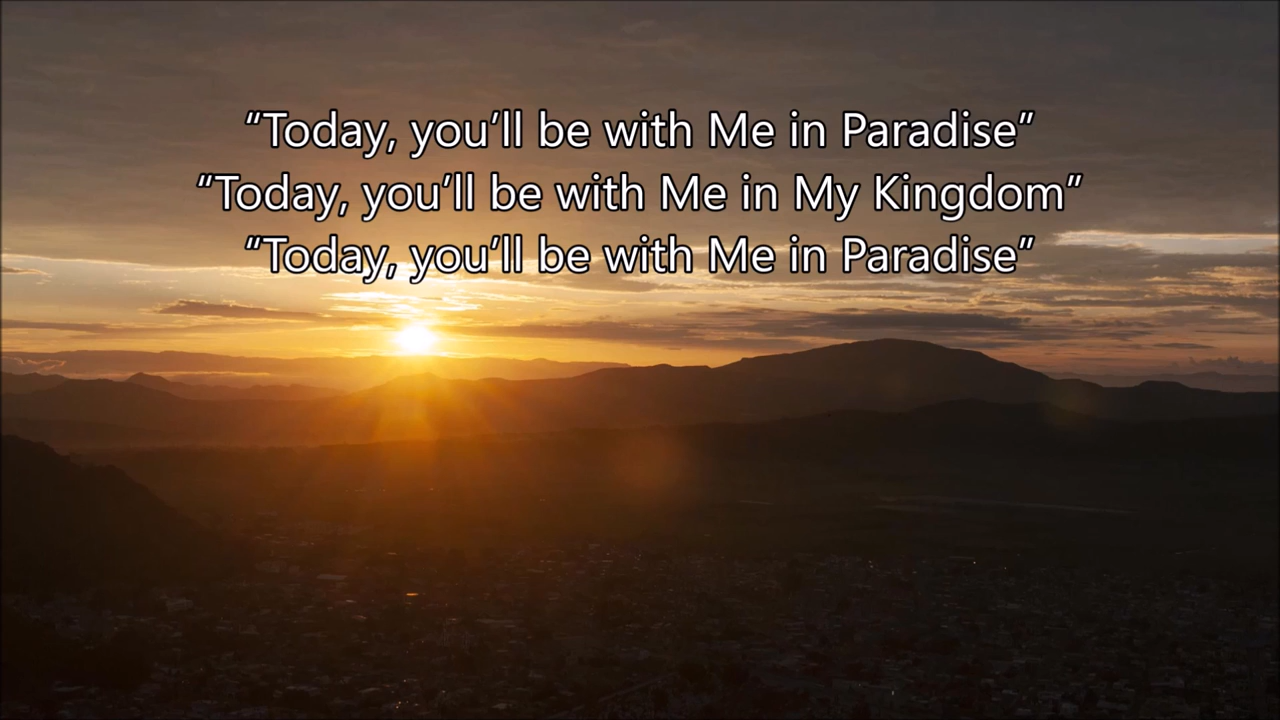 “Today, you’ll be with Me in Paradise”
“Today, you’ll be with Me in My Kingdom”
“Today, you’ll be with Me in Paradise”